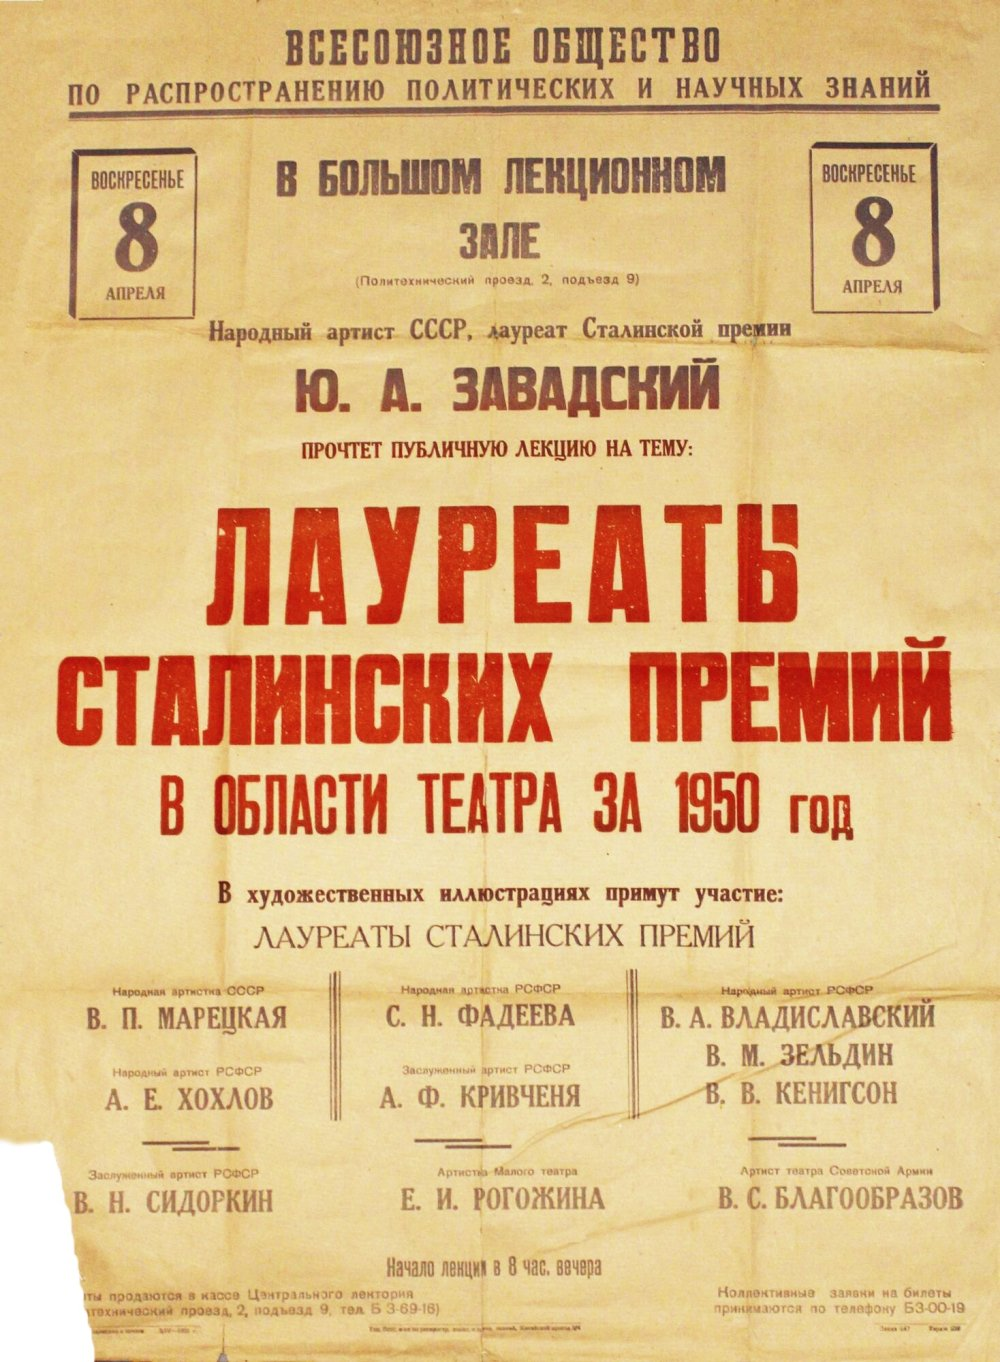 ВСЕСОЮЗНОЕ ОБЩЕСТВО
ПО РАСПРОСТРАНЕНИЮ ПОЛИТИЧЕСКИХ И НАУЧНЫХ ЗНАНИЙ
ВОСКРЕСЕНЬЕ
8
АПРЕЛЯ
В БОЛЬШОМ ЛЕКЦИОННОМ
ЗАЛЕ
(Политехнический проезд, 2, подъезд 9)
ВОСКРЕСЕНЬЕ
8
АПРЕЛЯ
Народный артист СССР, лауреат Сталинской премии
Ю. А. ЗАВАДСКИЙ
ПРОЧТЕТ ПУБЛИЧНУЮ ЛЕКЦИЮ НА ТЕМУ:
ЛАУРЕАТЫ
СТАЛИНСКИХ ПРЕМИЙ
В ОБЛАСТИ ТЕАТРА ЗА 1950 ГОД
В художественных иллюстрациях примут участие:
ЛАУРЕАТЫ СТАЛИНСКИХ ПРЕМИЙ
Народная артистка СССР
В. П. МАРЕЦКАЯ
Народный артист РСФСР
А. Е. ХОХЛОВ
Народная артистка РСФСР
С. Н. ФАДЕЕВА
Заслуженный артист РСФСР
А. Ф. КРИВЧЕНЯ
Народный артист РСФСР
В. А. ВЛАДИСЛАВСКИЙ
В. М. ЗЕЛЬДИН
В. В. КЕНИГСОН
Заслуженный артист РСФСР
В. Н. СИДОРКИН
Артистка Малого театра
Е. И. РОГОЖИНА
Артист театра Советской Армии
В. С. БЛАГООБРАЗОВ
Начало лекции в 8 час. вечера
продаются в кассе Центрального лектория
проезд, 2, подъезд 9, тел. Б 3-69-16)
Коллективные заявки на билеты
принимаются по телефону Б3-00-19